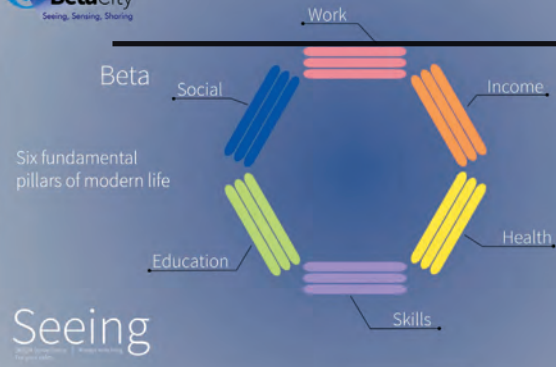 BetaCity
Seeing, Sensing, Sharing
Work
Beta
Social
Income
Six fundamental
pillars of modern life
Health
Education
Skills
Seeing